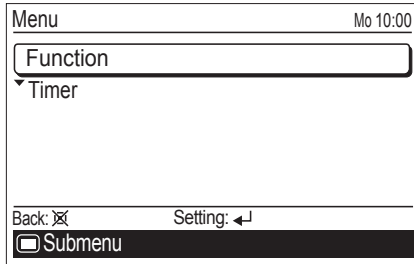 Menu Mo 10:00
Function
Timer
Back: Setting:
Submenu